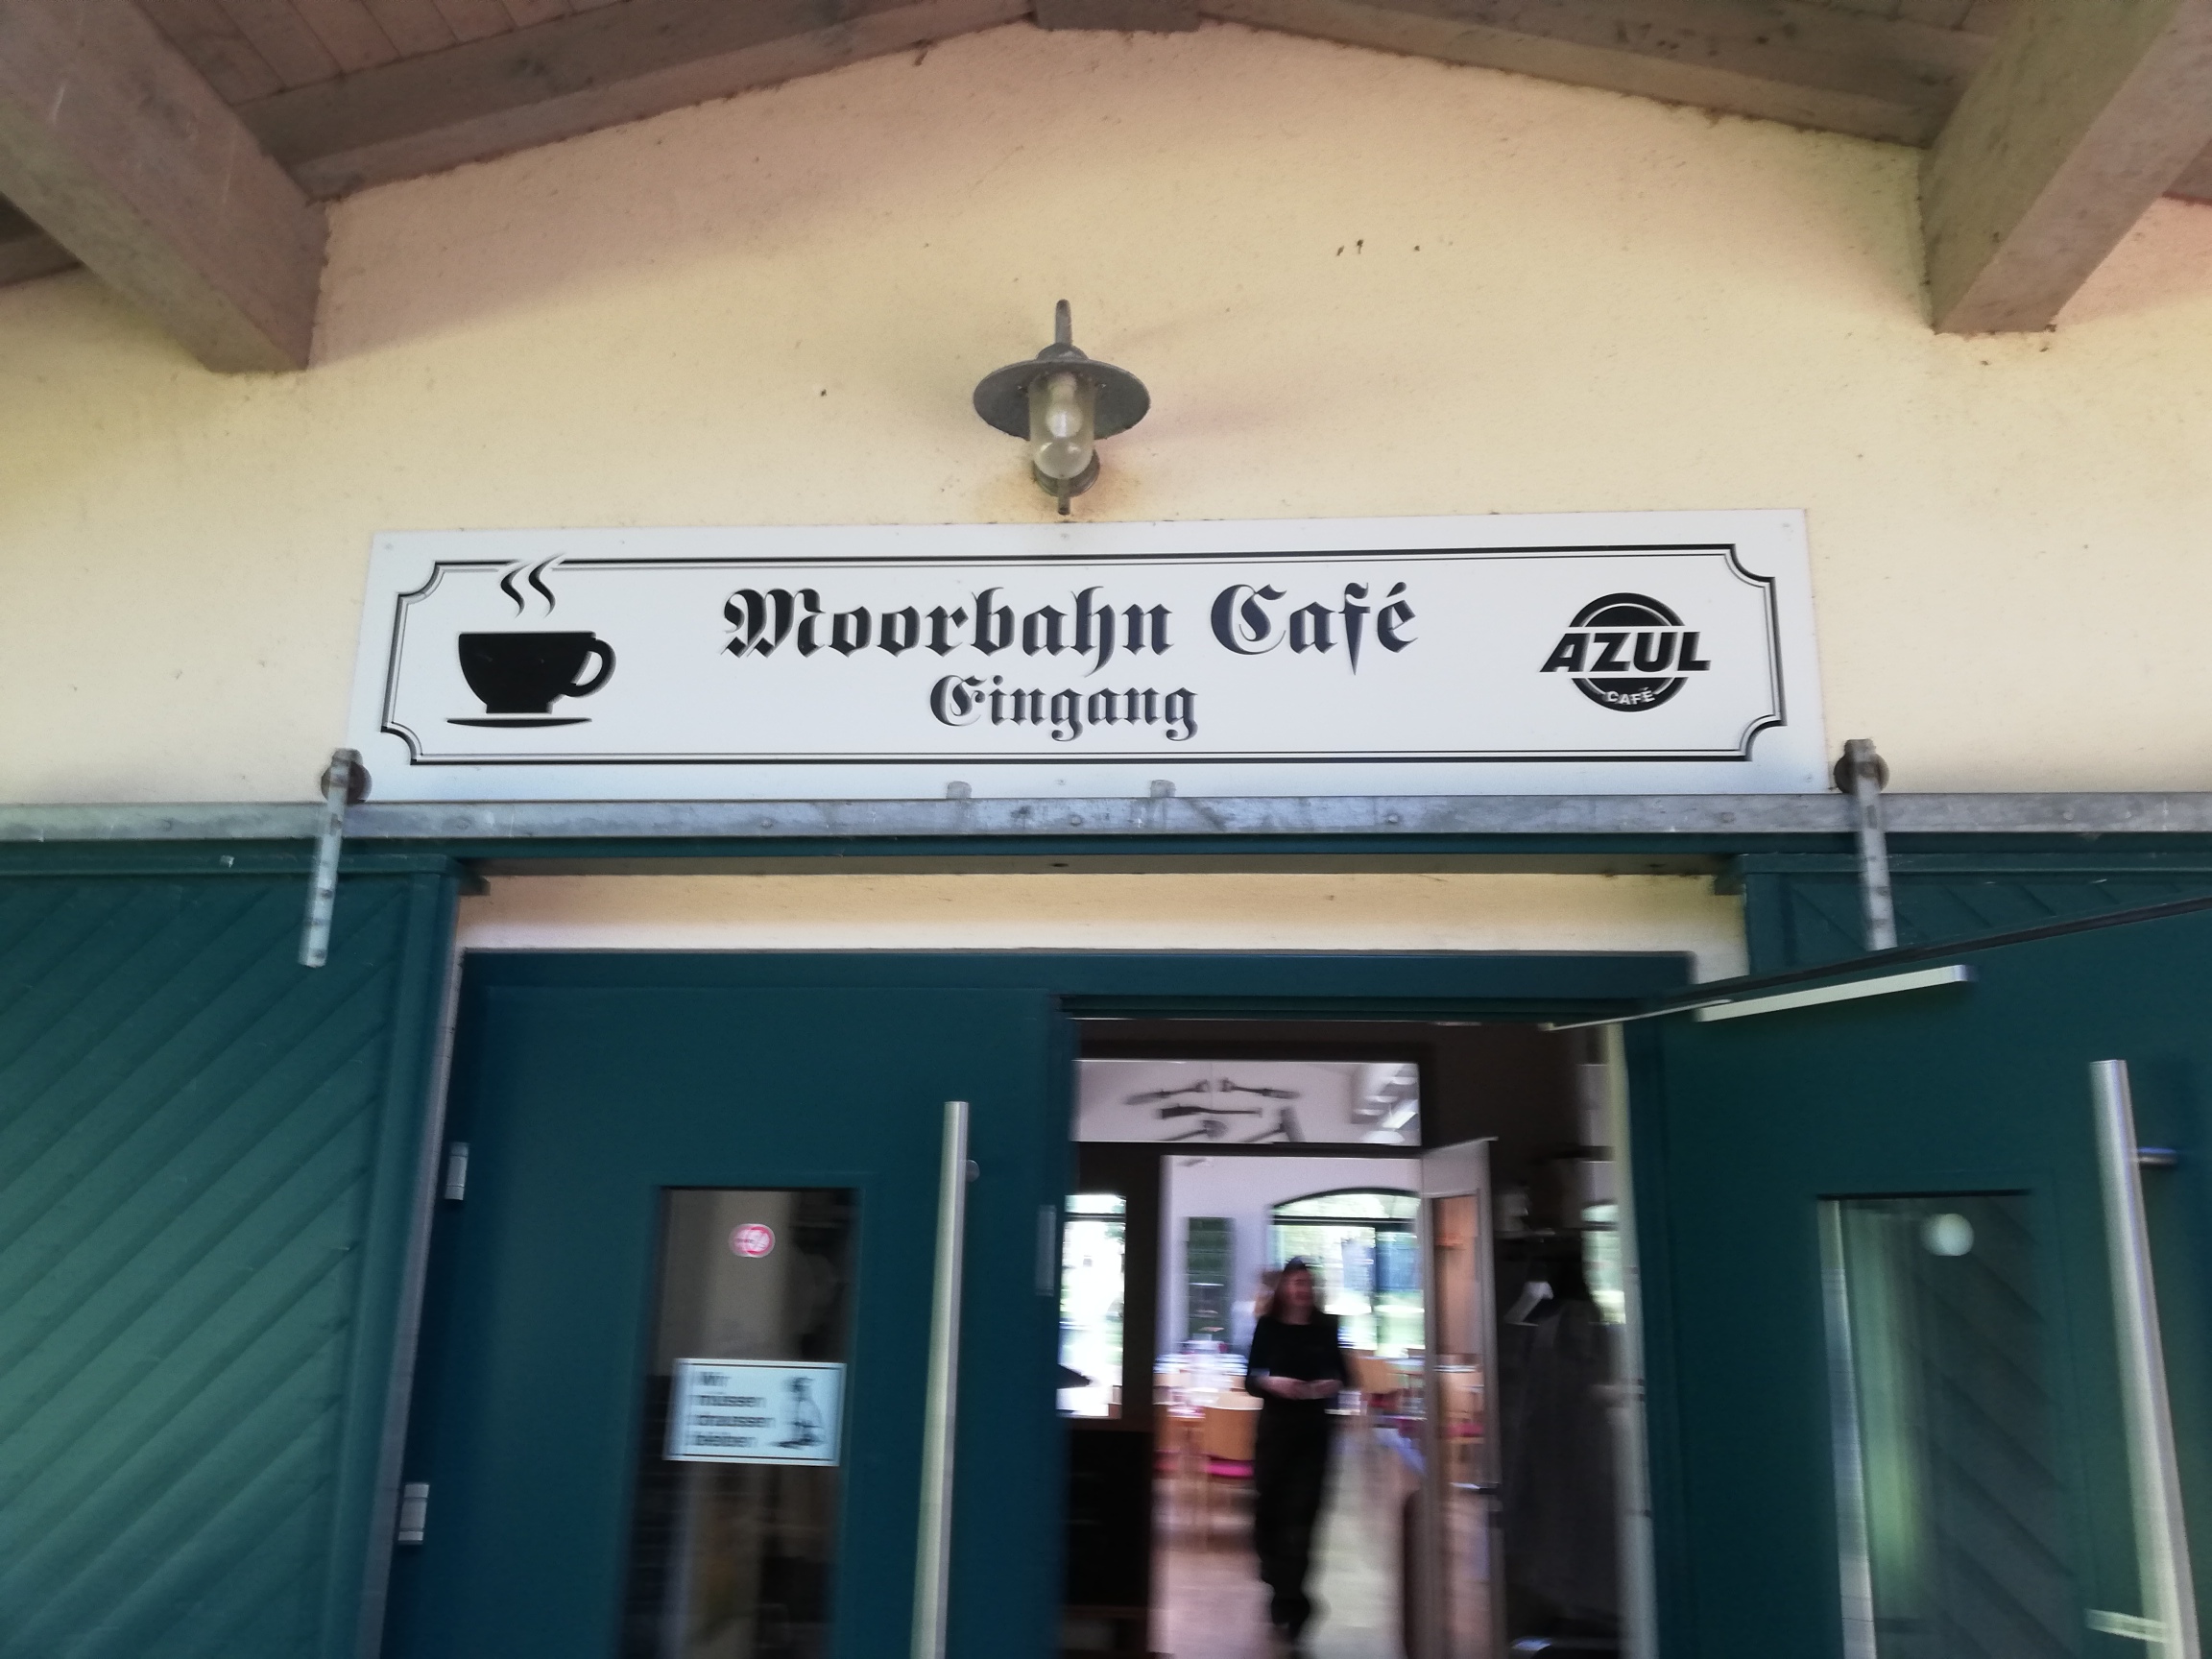 Moorbahn Café
Eingang
AZUL
CAFÉ
Wir
müssen
draussen
bleiben